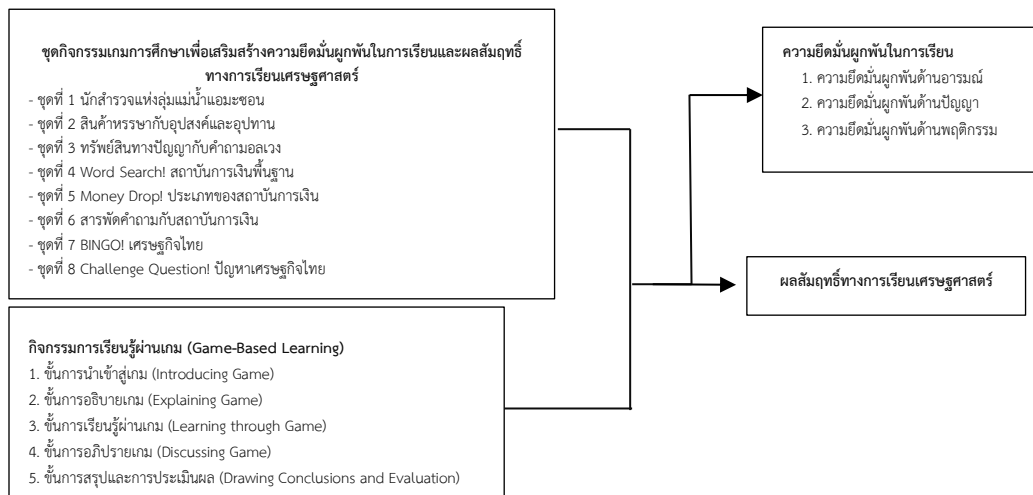 ชุดกิจกรรมเกมการศึกษาเพื่อเสริมสร้างความยึดมั่นผูกพันในการเรียนและผลสัมฤทธิ์
ทางการเรียนเศรษฐศาสตร์
- ชุดที่ 1 นักสำรวจแห่งลุ่มแม่น้ำแอมะซอน
- ชุดที่ 2 สินค้าหรรษากับอุปสงค์และอุปทาน
- ชุดที่ 3 ทรัพย์สินทางปัญญากับคำถามอลเวง
- ชุดที่ 4 Word Search! สถาบันการเงินพื้นฐาน
- ชุดที่ 5 Money Drop! ประเภทของสถาบันการเงิน
- ชุดที่ 6 สารพัดคำถามกับสถาบันการเงิน
- ชุดที่ 7 BINGO! เศรษฐกิจไทย
- ชุดที่ 8 Challenge Question! ปัญหาเศรษฐกิจไทย
กิจกรรมการเรียนรู้ผ่านเกม (Game-Based Learning)
1. ขั้นการนำเข้าสู่เกม (Introducing Game)
2. ขั้นการอธิบายเกม (Explaining Game)
3. ขั้นการเรียนรู้ผ่านเกม (Learning through Game)
4. ขั้นการอภิปรายเกม (Discussing Game)
5. ขั้นการสรุปและการประเมินผล (Drawing Conclusions and Evaluation)
ความยึดมั่นผูกพันในการเรียน
1. ความยึดมั่นผูกพันด้านอารมณ์
2. ความยึดมั่นผูกพันด้านปัญญา
3. ความยึดมั่นผูกพันด้านพฤติกรรม
ผลสัมฤทธิ์ทางการเรียนเศรษฐศาสตร์